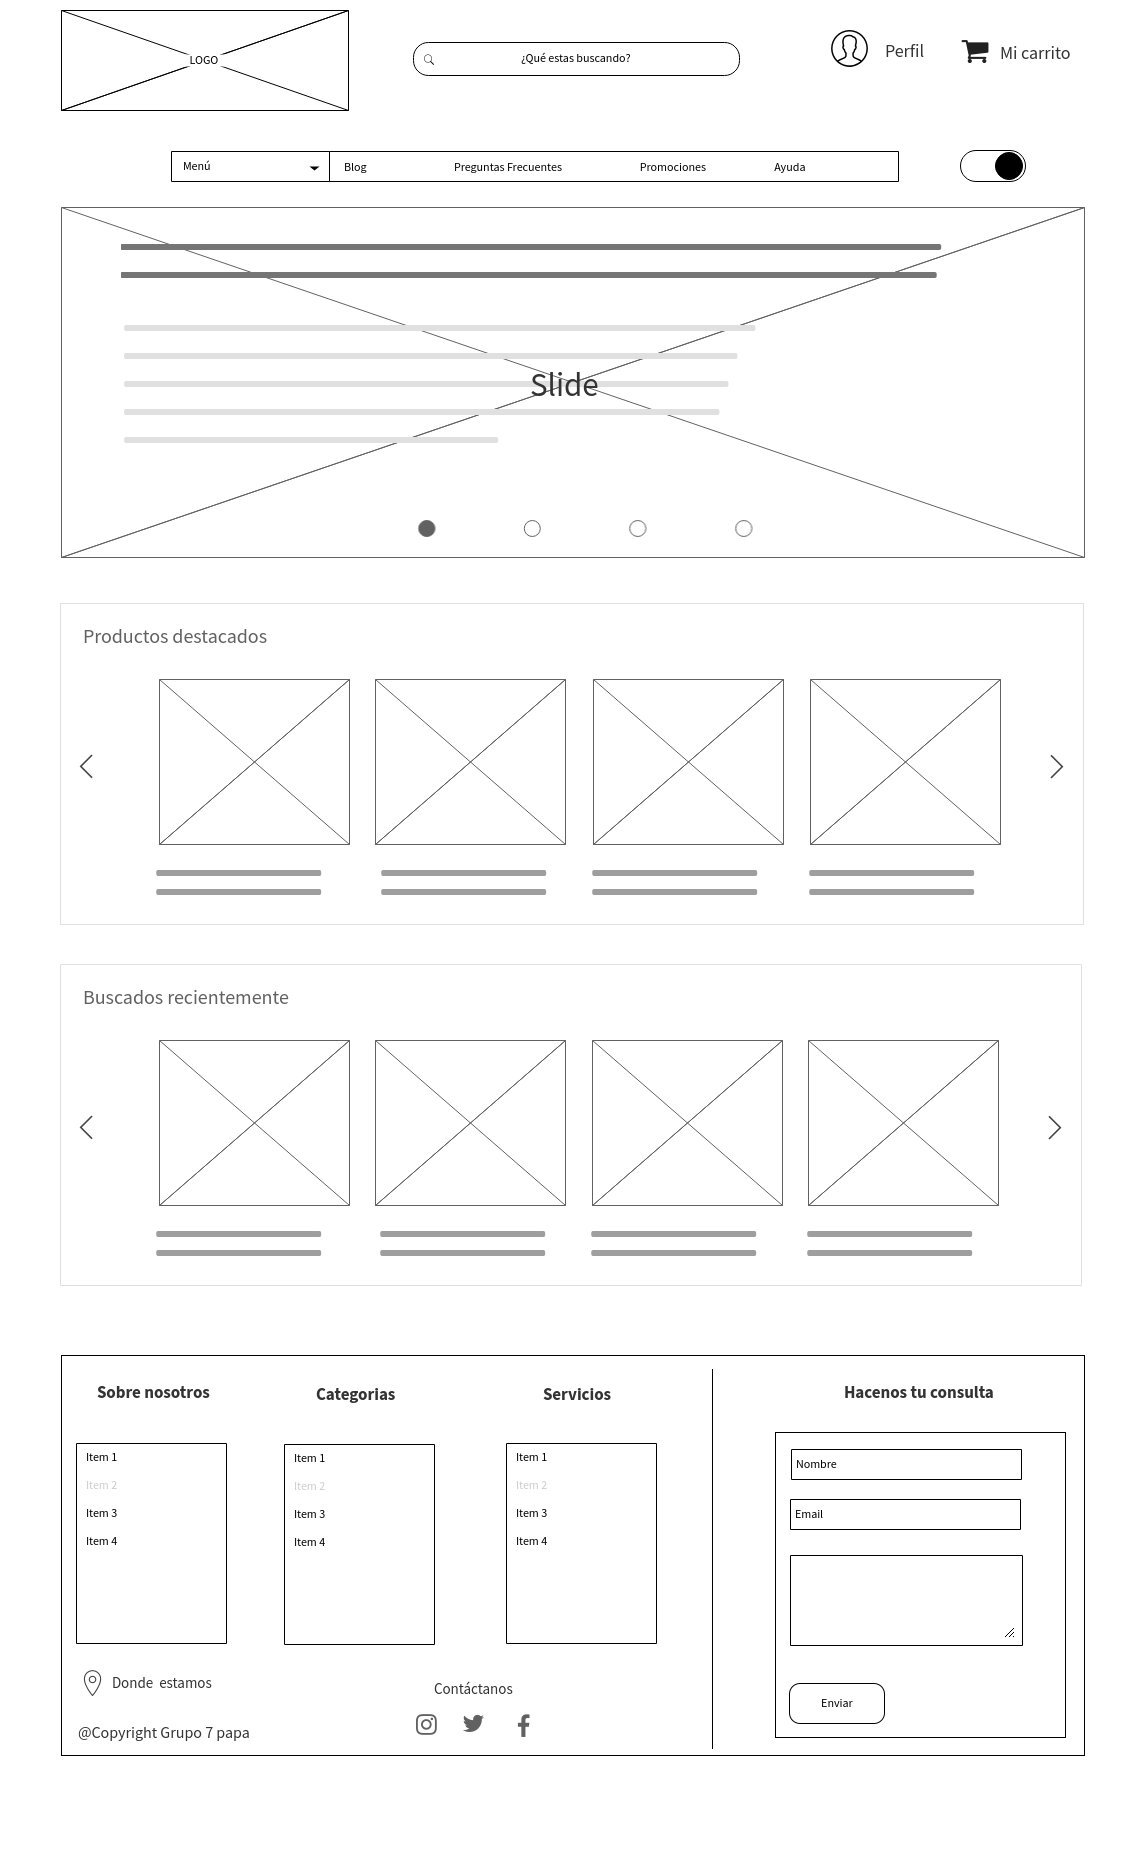 LOGO
¿Qué estas buscando?
Perfil
Mi carrito
Menú
Blog
Preguntas Frecuentes
Promociones
Ayuda
Slide
Productos destacados
Buscados recientemente
Sobre nosotros
Item 1
Item 2
Item 3
Item 4
Categorias
Item 1
Item 2
Item 3
Item 4
Servicios
Item 1
Item 2
Item 3
Item 4
Donde estamos
@Copyright Grupo 7 papa
Contáctanos
Hacenos tu consulta
Nombre
Email
Enviar